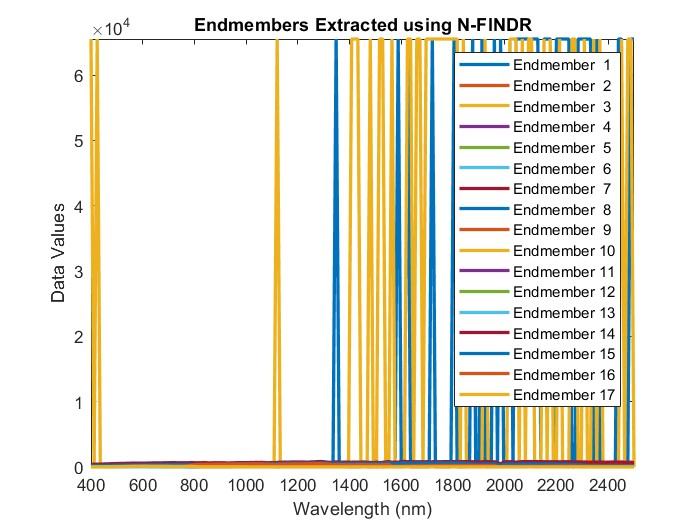 Endmembers Extracted using N-FINDR
×10⁴
6
5
4
3
2
1
0
Data Values
Endmember 1
Endmember 2
Endmember 3
Endmember 4
Endmember 5
Endmember 6
Endmember 7
Endmember 8
Endmember 9
Endmember 10
Endmember 11
Endmember 12
Endmember 13
Endmember 14
Endmember 15
Endmember 16
Endmember 17
400 600 800 1000 1200 1400 1600 1800 2000 2200 2400
Wavelength (nm)